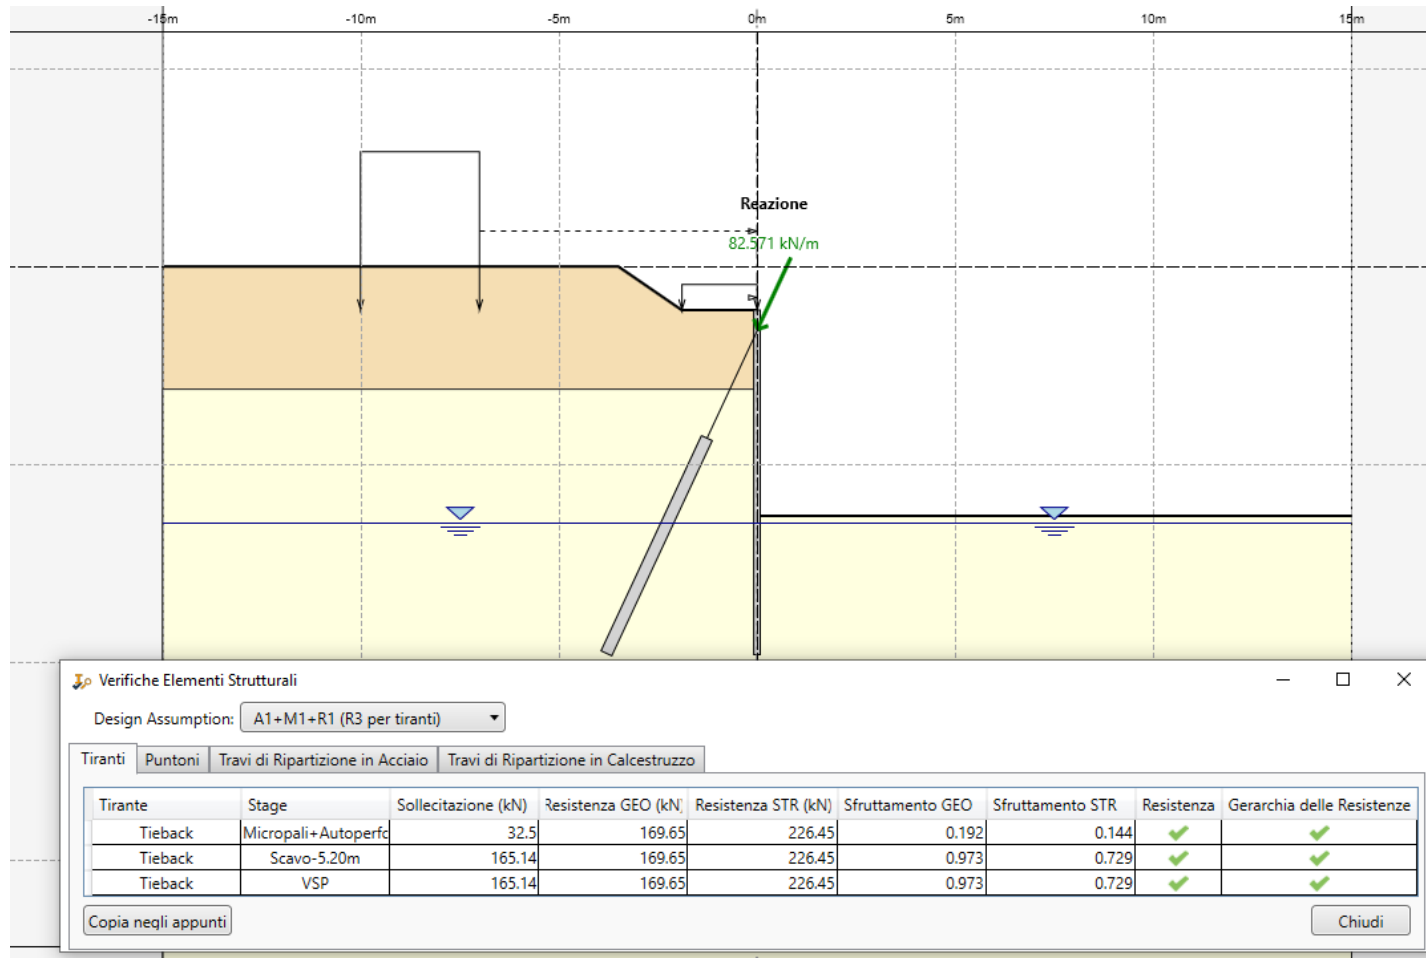 -15m -10m -5m 0m 5m 10m 15m
Reazione
82.571 kN/m
Verifiche Elementi Strutturali
Design Assumption: A1+M1+R1 (R3 per tiranti)
Tiranti Puntoni Travi di Ripartizione in Acciaio Travi di Ripartizione in Calcestruzzo
Tirante Stage Sollecitazione (kN) Resistenza GEO (kN) Resistenza STR (kN) Sfruttamento GEO Sfruttamento STR Resistenza Gerarchia delle Resistenze
Tieback Micropali+Autoperfc 32.5 169.65 226.45 0.192 0.144
Tieback Scavo-5.20m 165.14 169.65 226.45 0.973 0.729
Tieback VSP 165.14 169.65 226.45 0.973 0.729
Copia negli appunti Chiudi